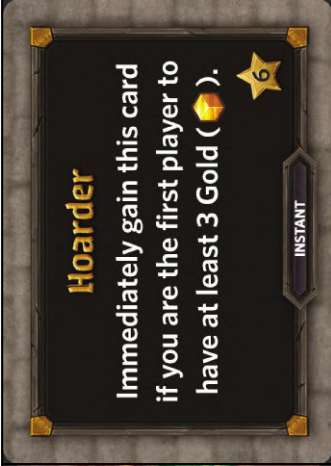 Hoarder
Immediately gain this card
if you are the first player to
have at least 3 Gold ( ).
6
INSTANT